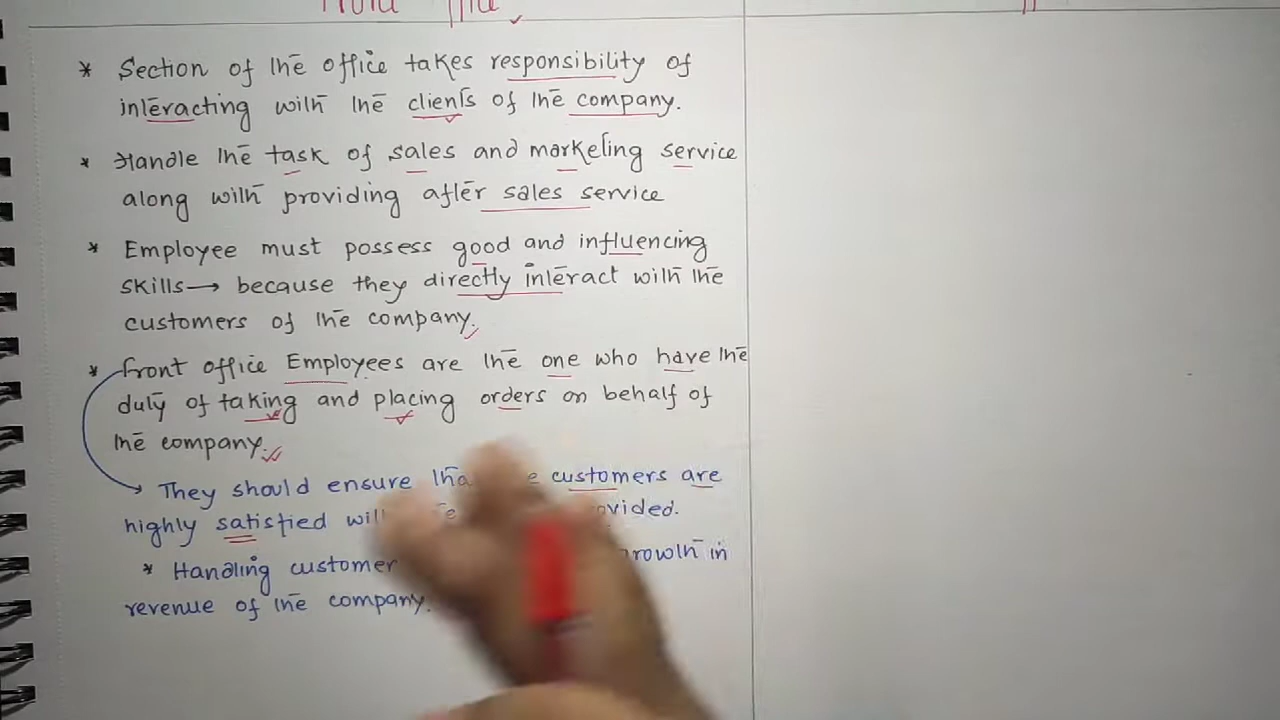 * Section of the office takes responsibility of
interacting with the clients of the company.
* Handle the task of sales and marketing service
along with providing after sales service
* Employee must possess good and influencing
skills → because they directly interact with the
customers of the company.
* front office Employees are the one who have the
duty of taking and placing orders on behalf of
the company.
→ They should ensure customers are
highly satisfied
* Handling customer in
revenue of the company.